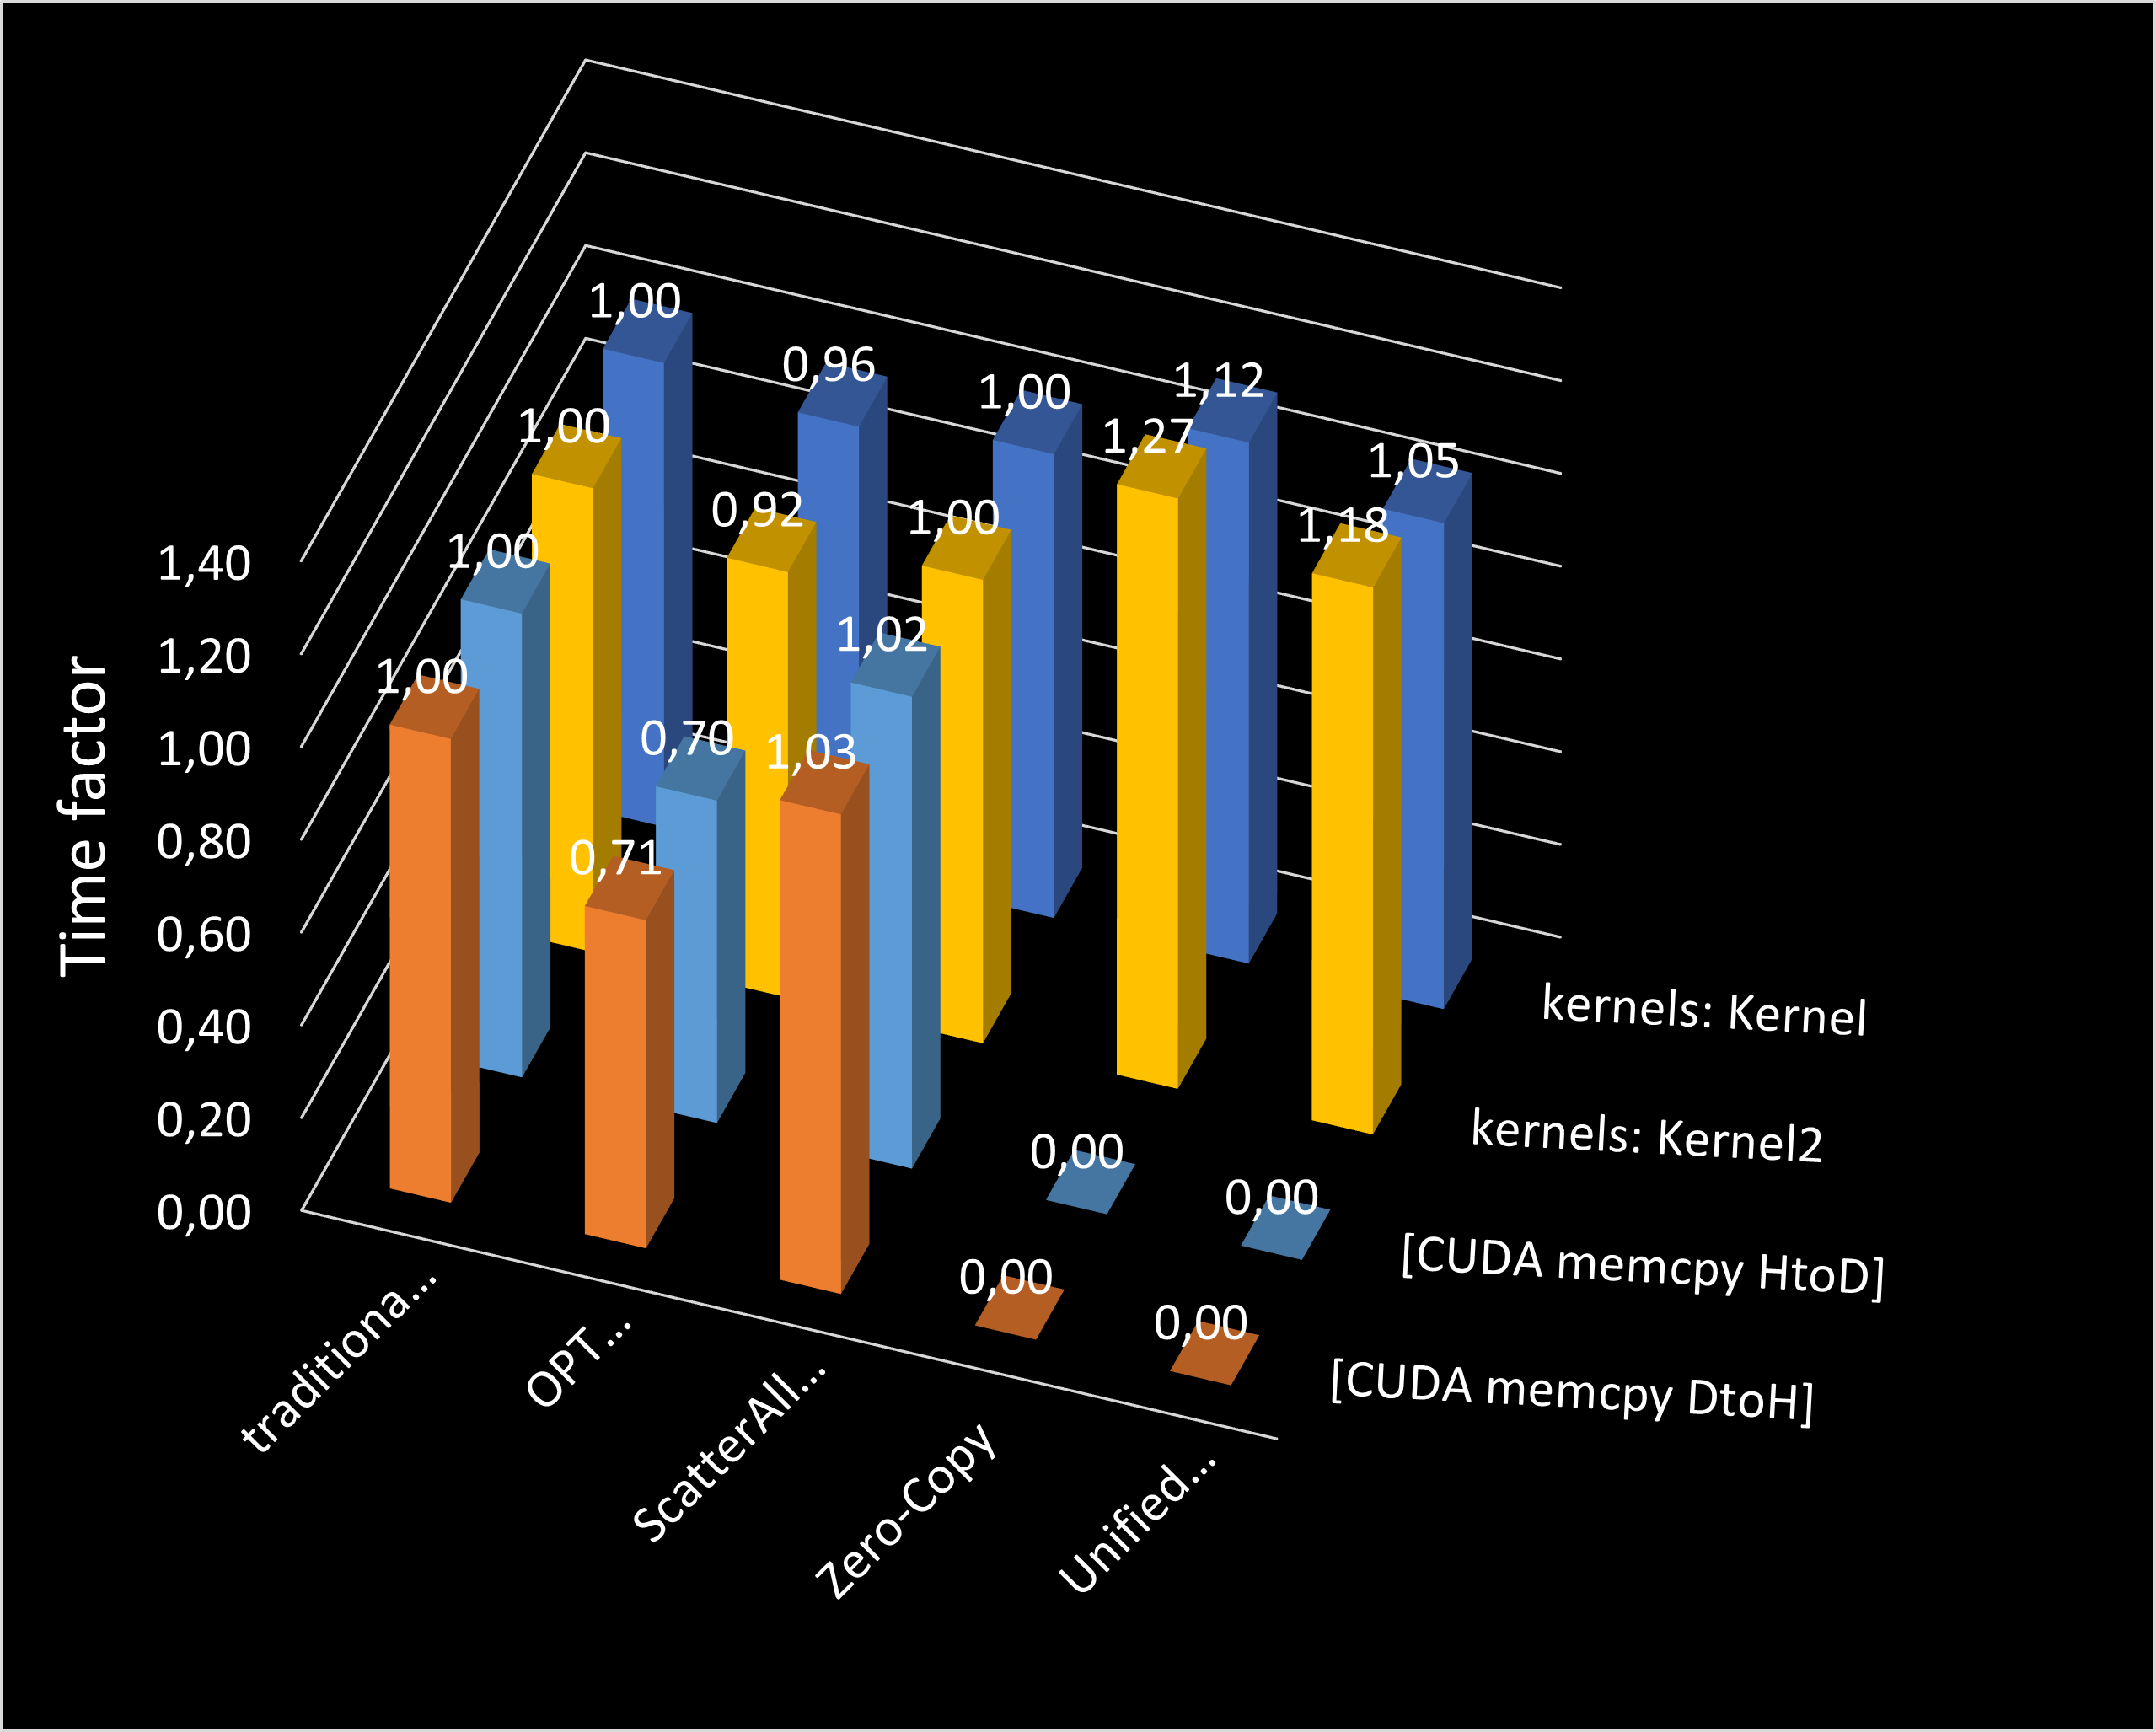 1,00
0,96
1,00
1,12
1,05
1,00
0,92
1,00
1,27
1,18
1,00
0,70
1,02
0,00
0,00
1,00
0,71
1,03
0,00
0,00
1,40
1,20
1,00
0,80
0,60
0,40
0,20
0,00
Time factor
kernels: Kernel
kernels: Kernel2
[CUDA memcpy HtoD]
[CUDA memcpy DtoH]
traditiona...
OPT...
ScatterAll...
Zero-Copy
Unified...